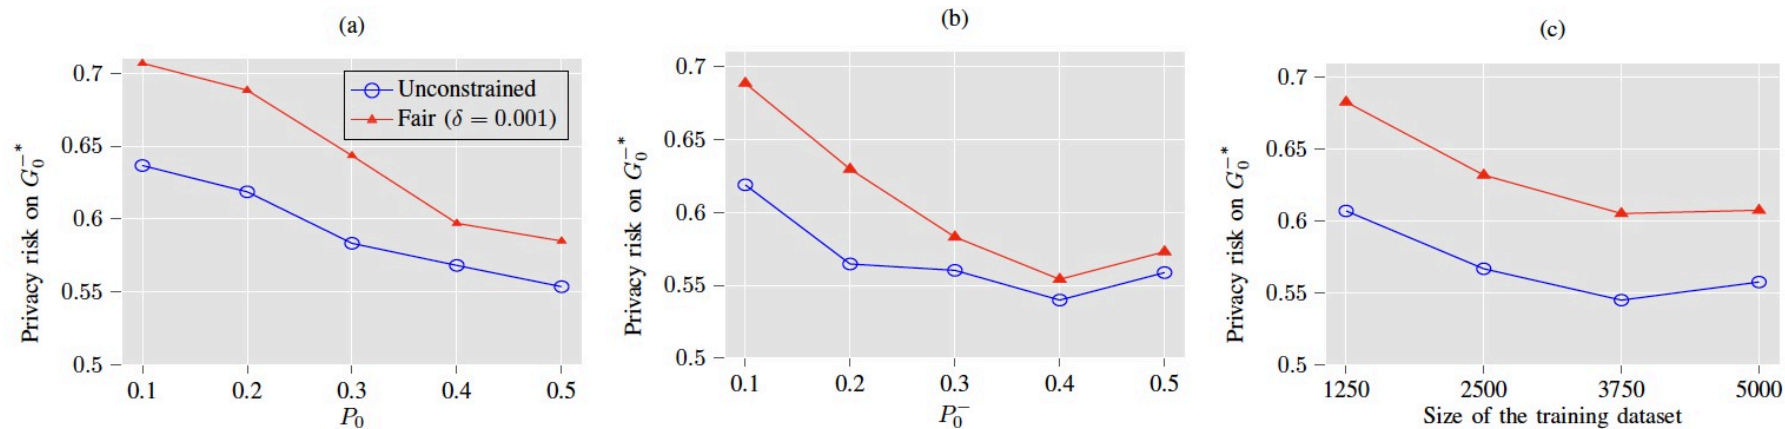 (a)
Privacy risk on G₀⁻*
0.7
0.65
0.6
0.55
0.5
Unconstrained
Fair (δ = 0.001)
0.1 0.2 0.3 0.4 0.5
P₀
(b)
Privacy risk on G₀⁻*
0.7
0.65
0.6
0.55
0.5
0.1 0.2 0.3 0.4 0.5
P₀⁻
(c)
Privacy risk on G₀⁻*
0.7
0.65
0.6
0.55
0.5
1250 2500 3750 5000
Size of the training dataset